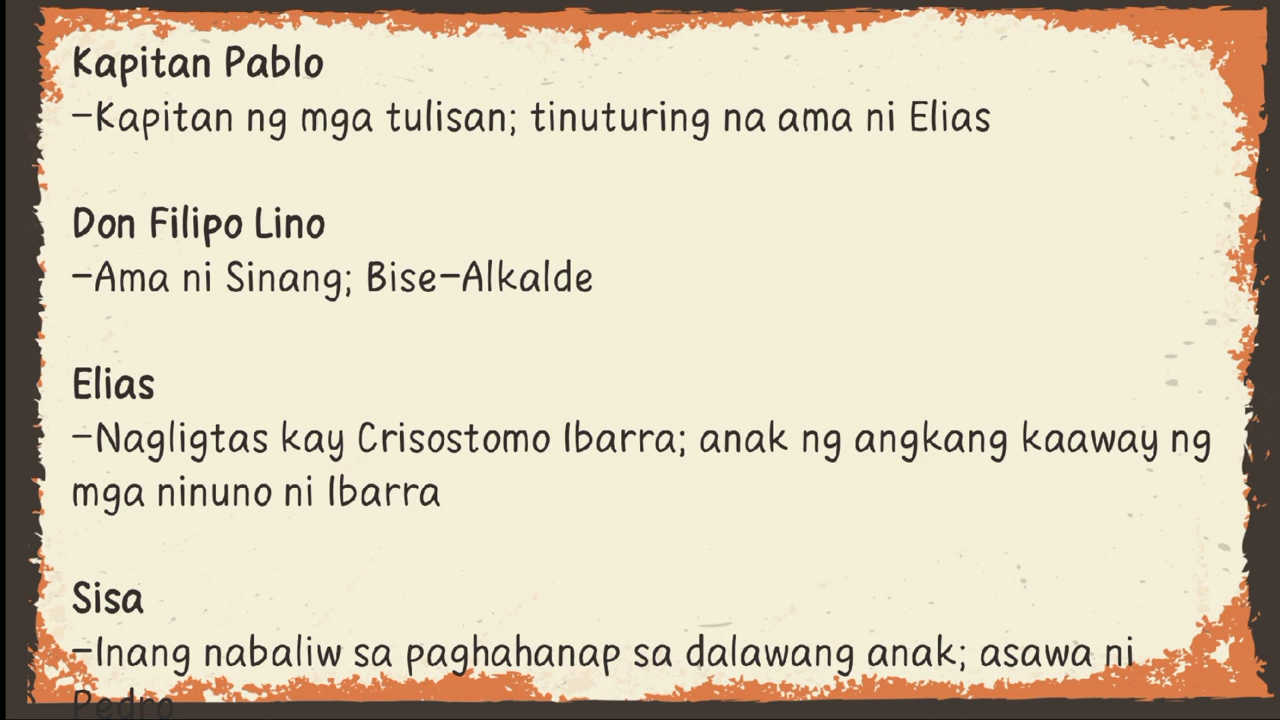 Kapitan Pablo
-Kapitan ng mga tulisan; tinuturing na ama ni Elias
Don Filipo Lino
-Ama ni Sinang; Bise-Alkalde
Elias
-Nagligtas kay Crisostomo Ibarra; anak ng angkang kaaway ng
mga ninuno ni Ibarra
Sisa
-Inang nabaliw sa paghahanap sa dalawang anak; asawa ni
Pedro